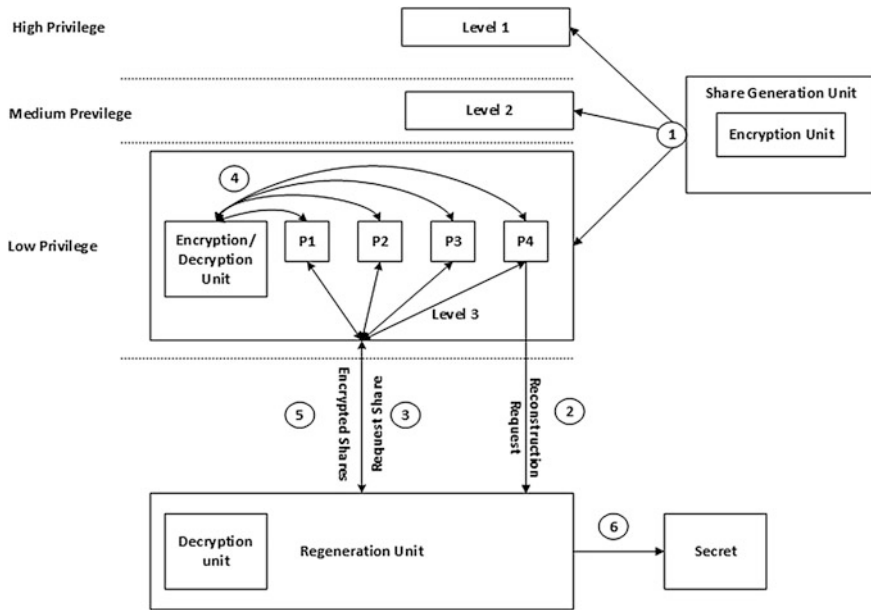 High Privilege
Level 1
Share Generation Unit
Medium Previlege
Level 2
1
Encryption Unit
4
Low Privilege
Encryption/
Decryption
Unit
P1
P2
P3
P4
Level 3
5
Encrypted Shares
Request Share
3
Reconstruction
Request
2
Decryption
unit
Regeneration Unit
6
Secret